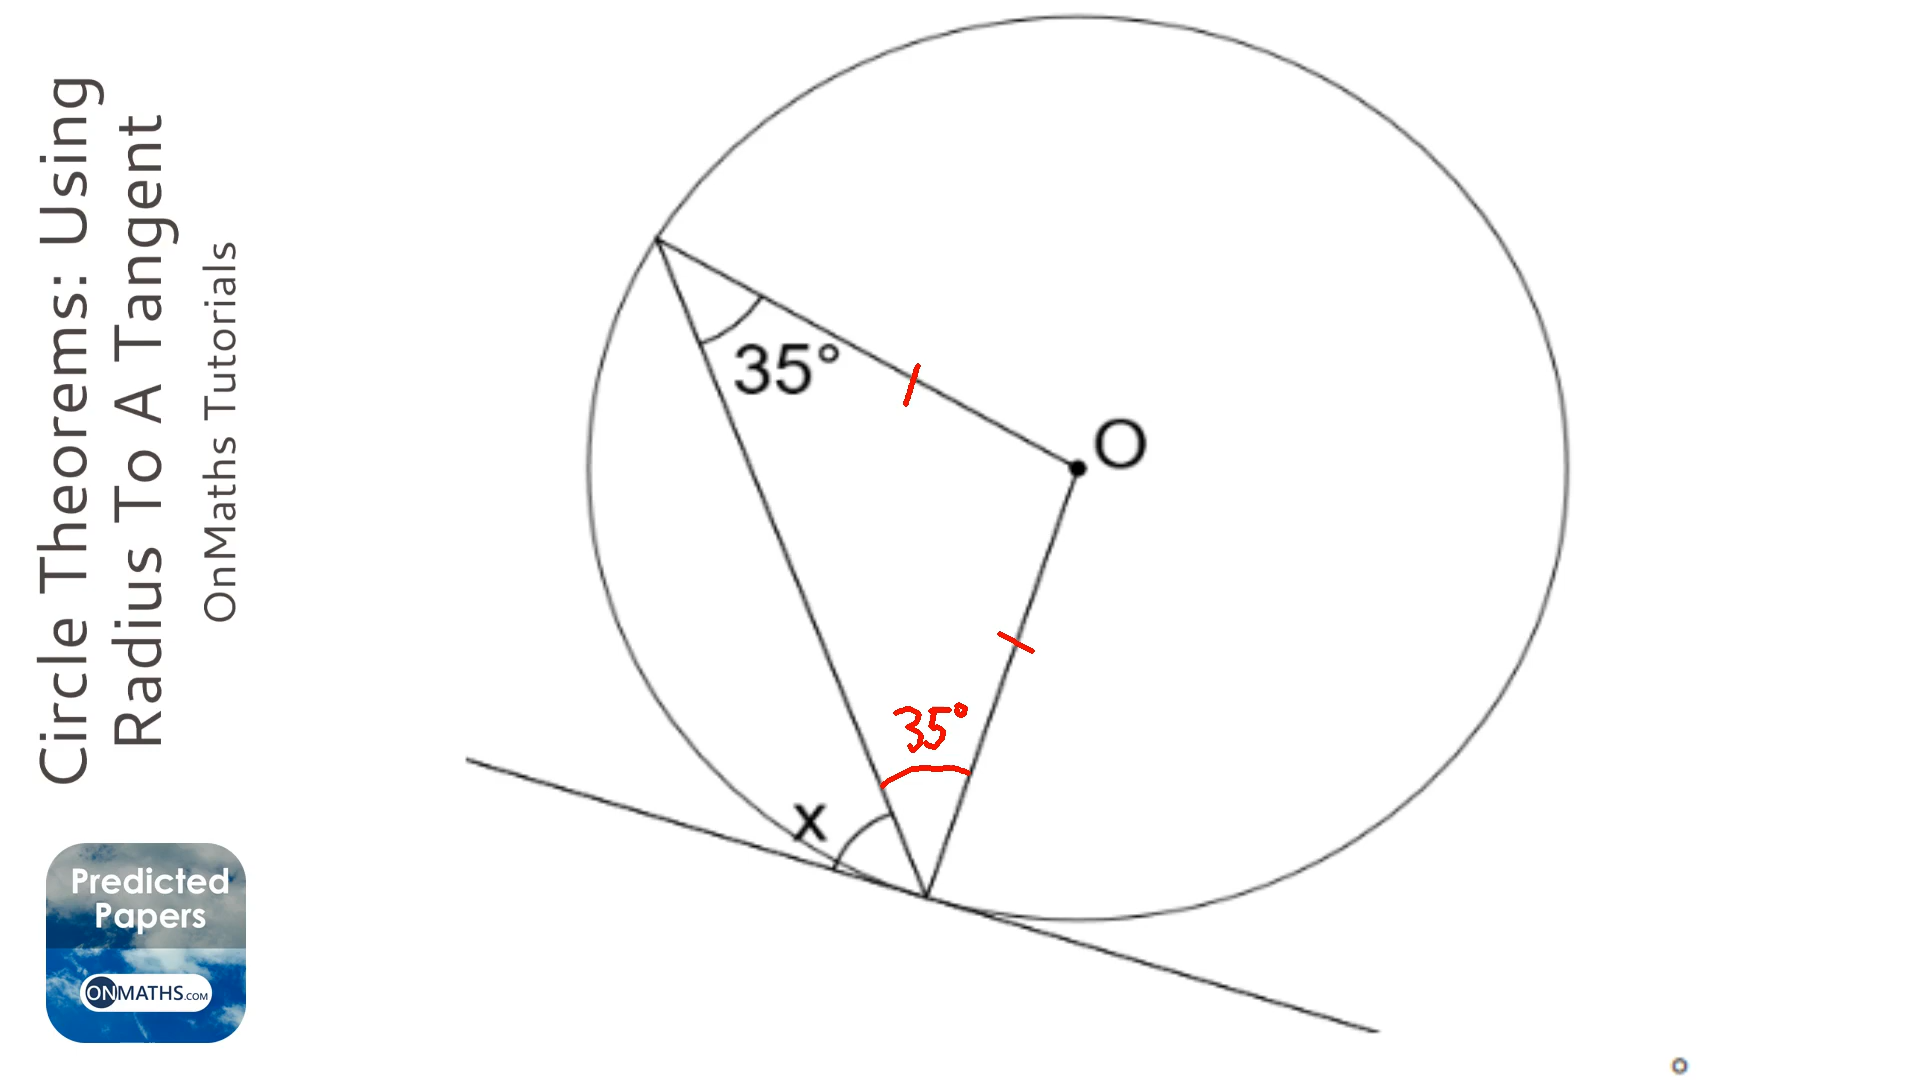 Circle Theorems: Using
Radius To A Tangent
OnMaths Tutorials
35°
O
35°
x
Predicted
Papers
ONMATHS.COM
°